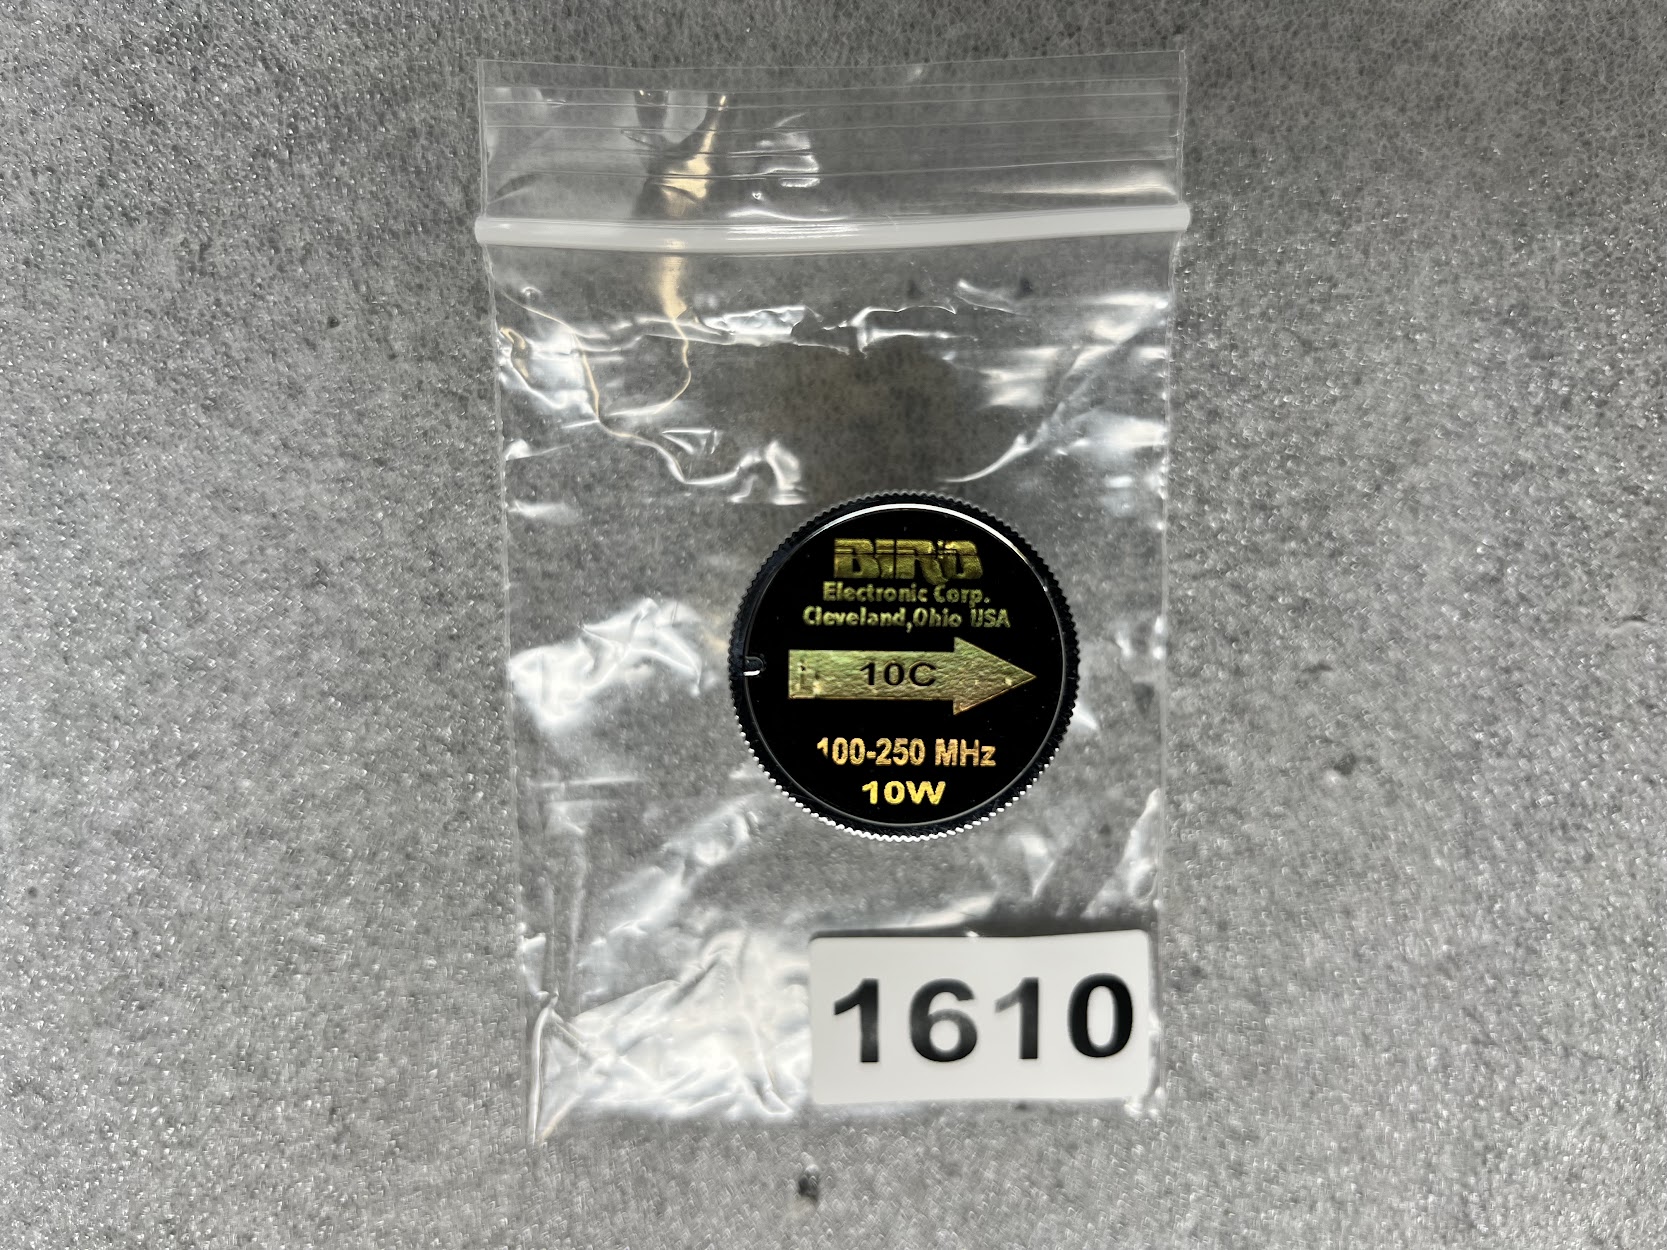 BIRD
Electronic Corp.
Cleveland, Ohio USA
10C
100-250 MHz
10W
1610